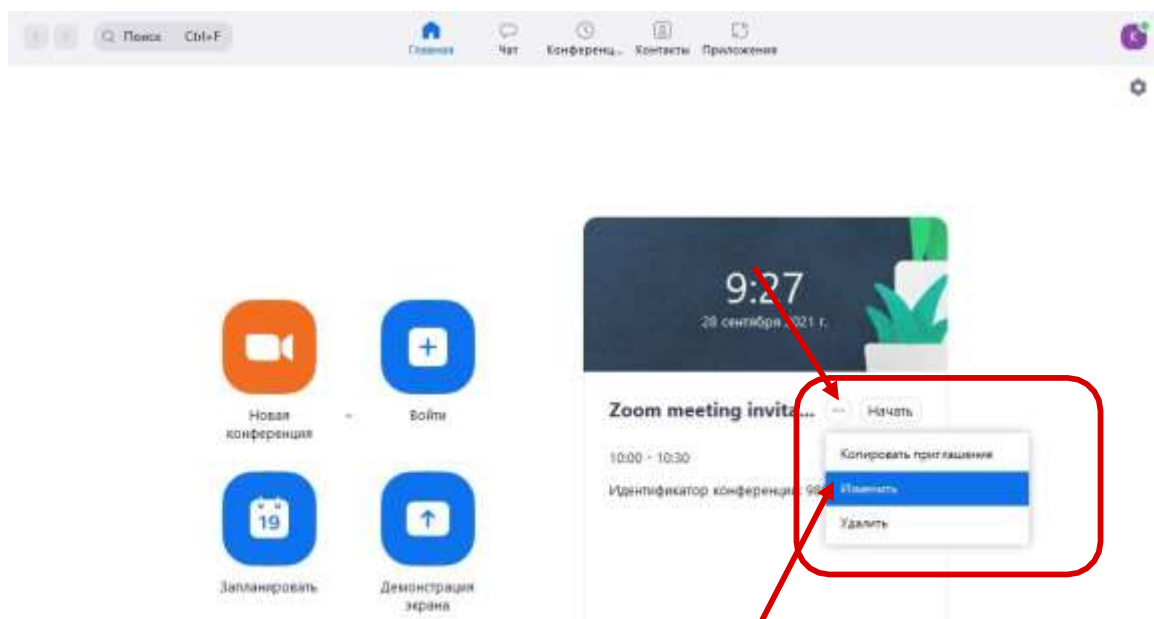 Поиск Ctrl+F
Главная
Чат
Конференц...
Контакты
Приложения
К
9:27
28 сентября 2021 г.
Новая конференция
Войти
Zoom meeting invita... ··· Начать
10:00 - 10:30
Копировать приглашение
Идентификатор конференции: 98
Изменить
Удалить
19
Запланировать
Демонстрация
экрана